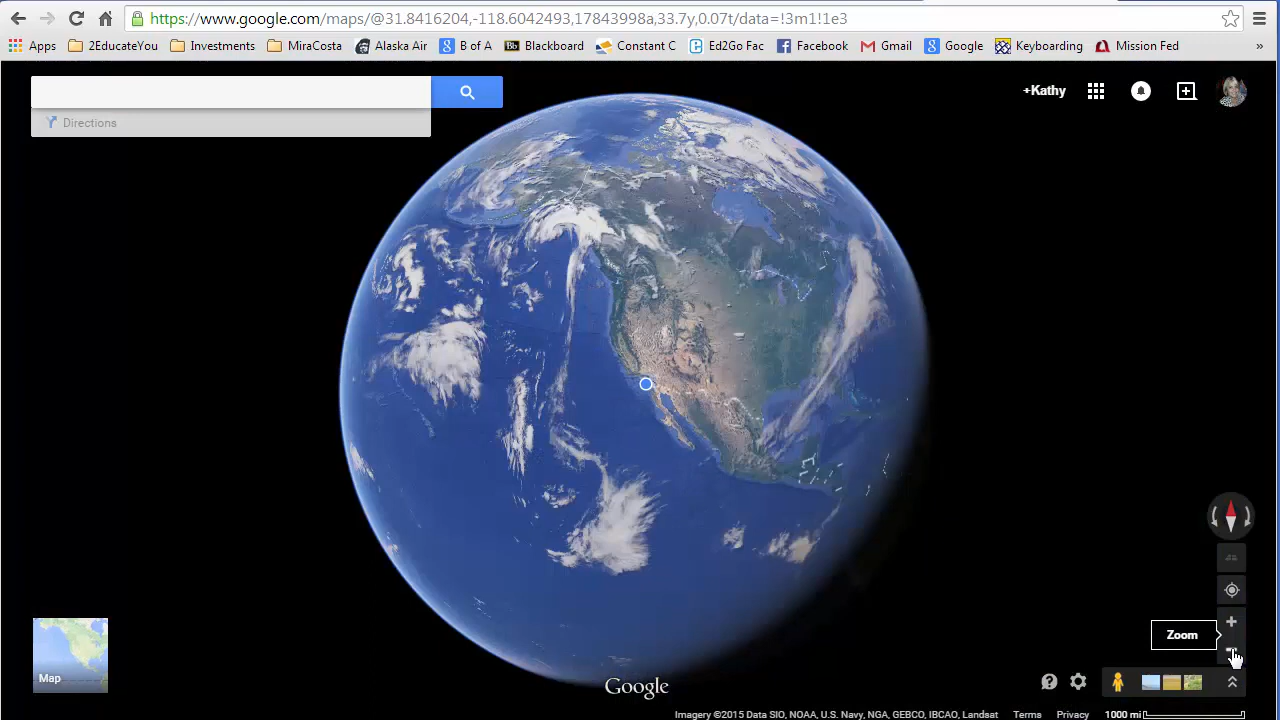 https://www.google.com/maps/@31.8416204,-118.6042493,17843998a,33.7y,0.07t/data=!3m1!1e3
Apps 2EducateYou Investments MiraCosta Alaska Air B of A Blackboard Constant C Ed2Go Fac Facebook Gmail Google Keyboarding Mission Fed »
+Kathy
Directions
Zoom
Map
Google
Imagery ©2015 Data SIO, NOAA, U.S. Navy, NGA, GEBCO, IBCAO, Landsat Terms Privacy 1000 mi